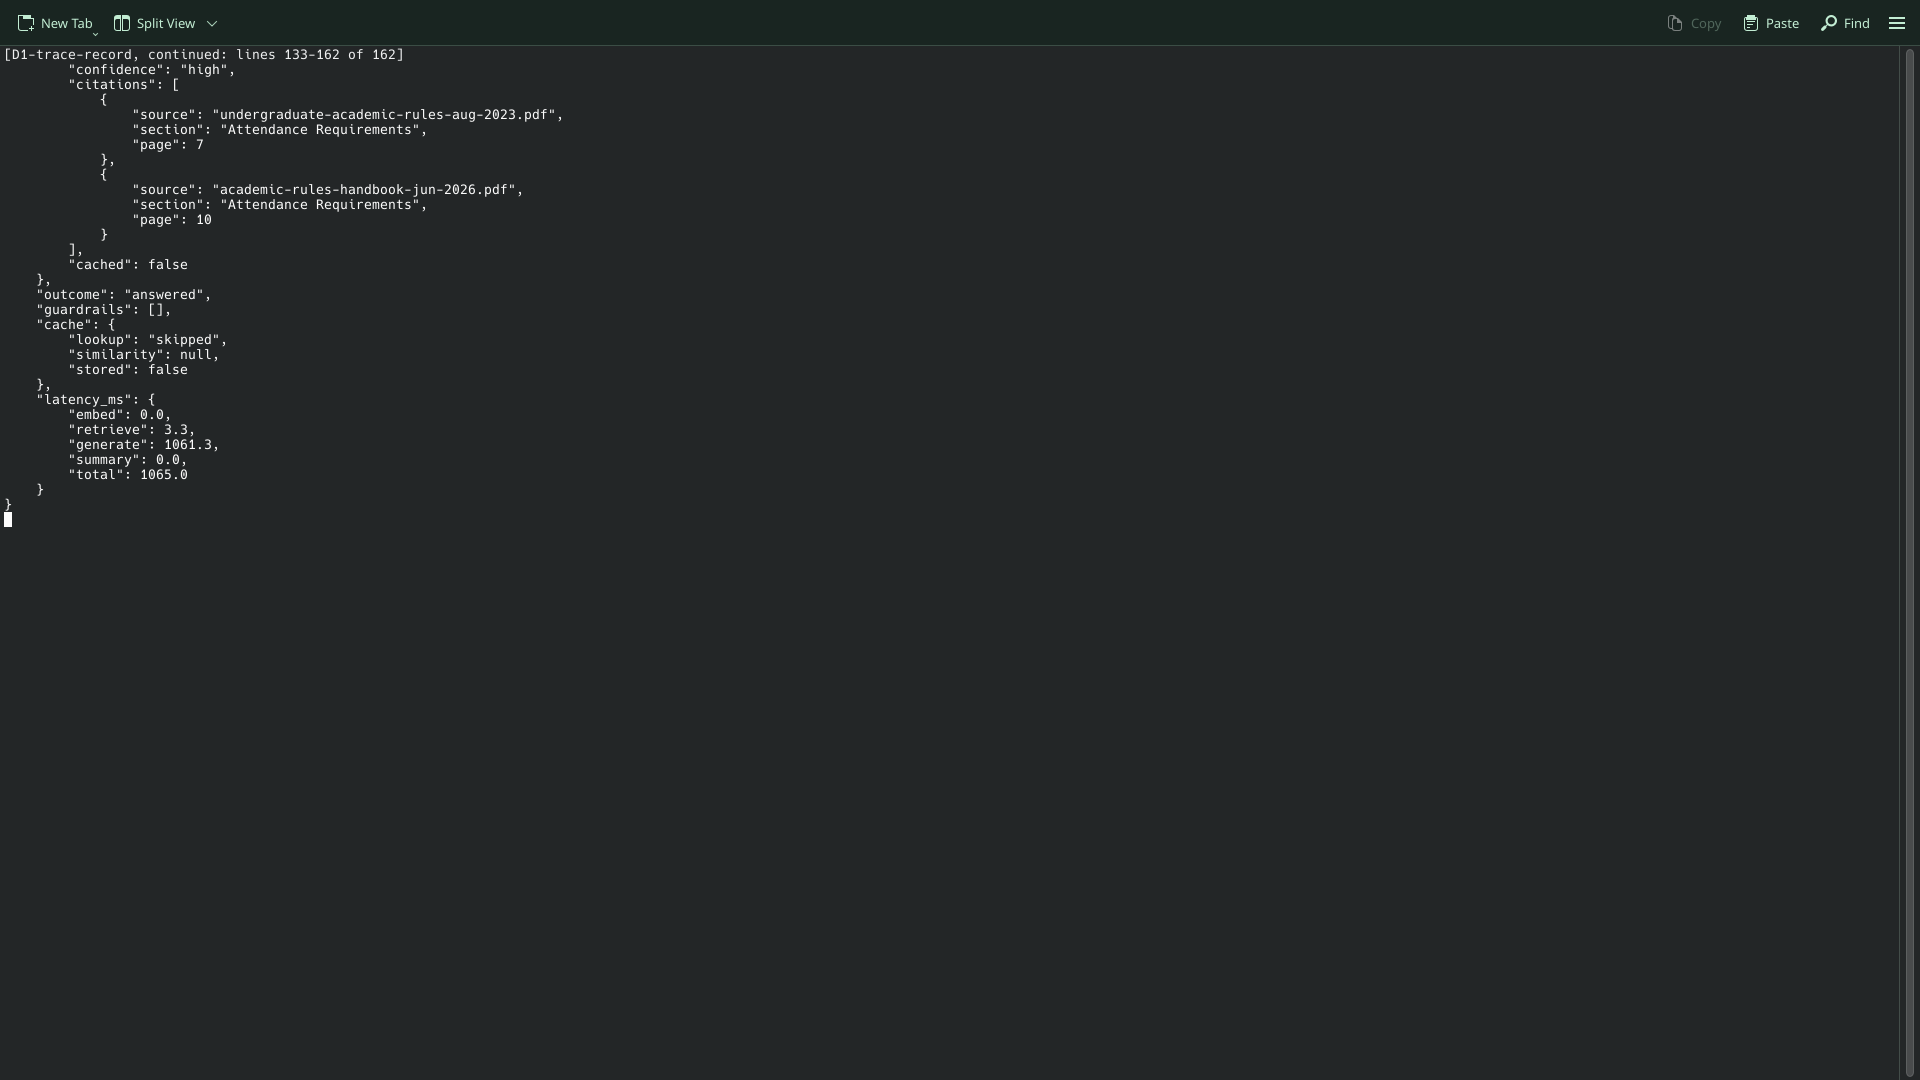 New Tab
Split View
Copy
Paste
Find
[D1-trace-record, continued: lines 133-162 of 162]
        "confidence": "high",
        "citations": [
            {
                "source": "undergraduate-academic-rules-aug-2023.pdf",
                "section": "Attendance Requirements",
                "page": 7
            },
            {
                "source": "academic-rules-handbook-jun-2026.pdf",
                "section": "Attendance Requirements",
                "page": 10
            }
        ],
        "cached": false
    },
    "outcome": "answered",
    "guardrails": [],
    "cache": {
        "lookup": "skipped",
        "similarity": null,
        "stored": false
    },
    "latency_ms": {
        "embed": 0.0,
        "retrieve": 3.3,
        "generate": 1061.3,
        "summary": 0.0,
        "total": 1065.0
    }
}